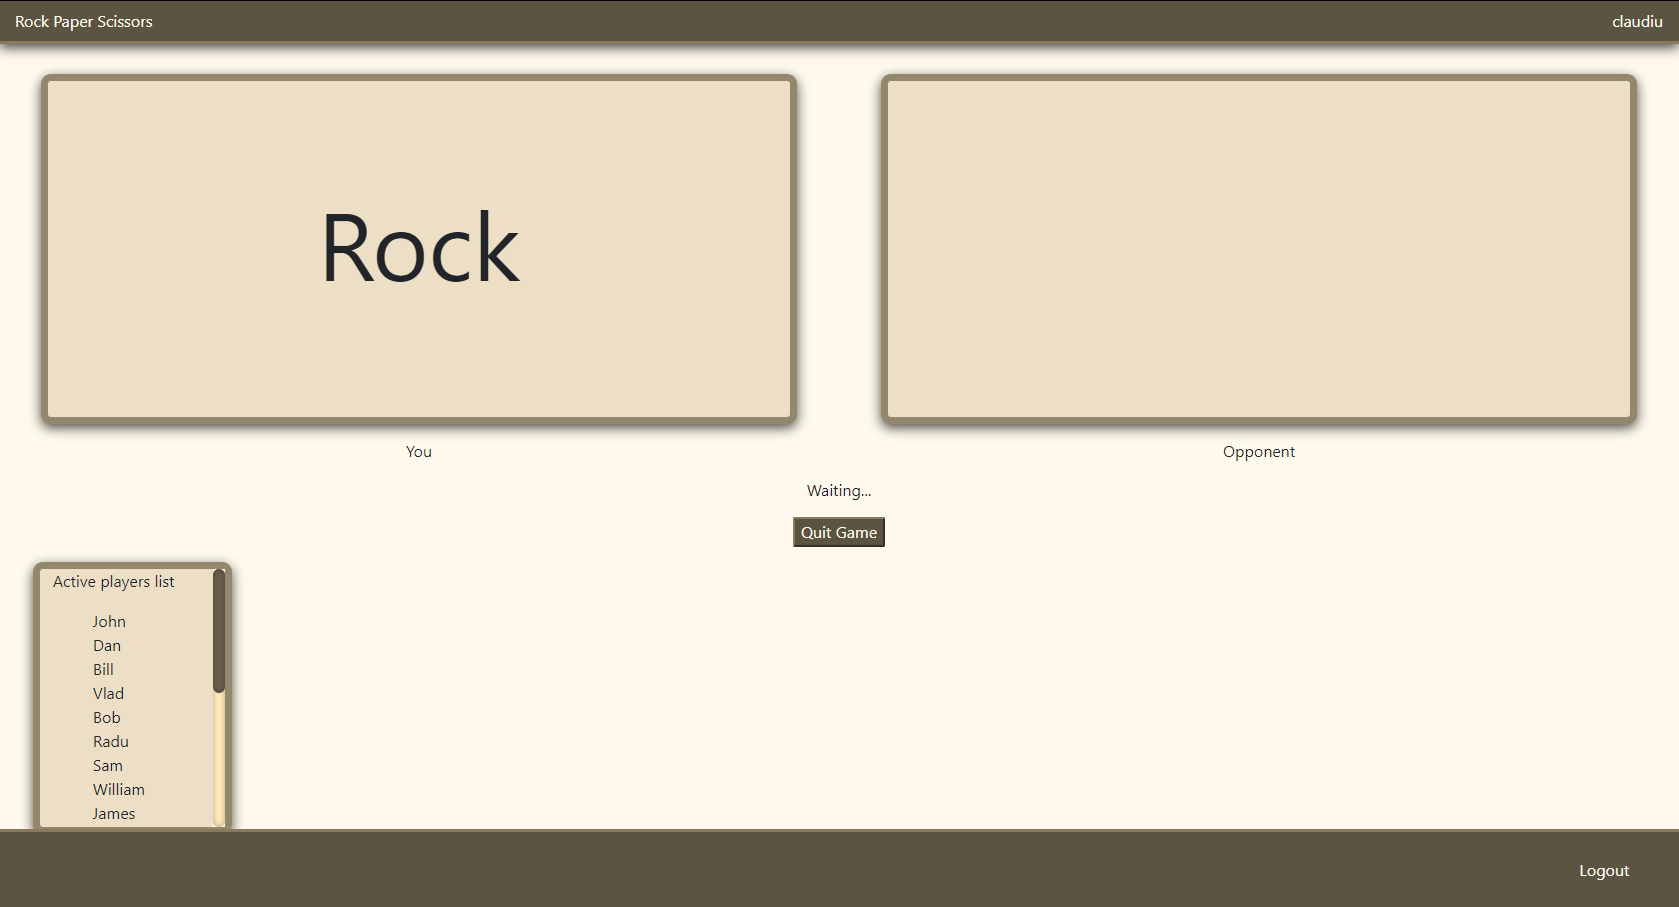 Rock Paper Scissors
claudiu
Rock
You
Opponent
Waiting...
Quit Game
Active players list
John
Dan
Bill
Vlad
Bob
Radu
Sam
William
James
Logout